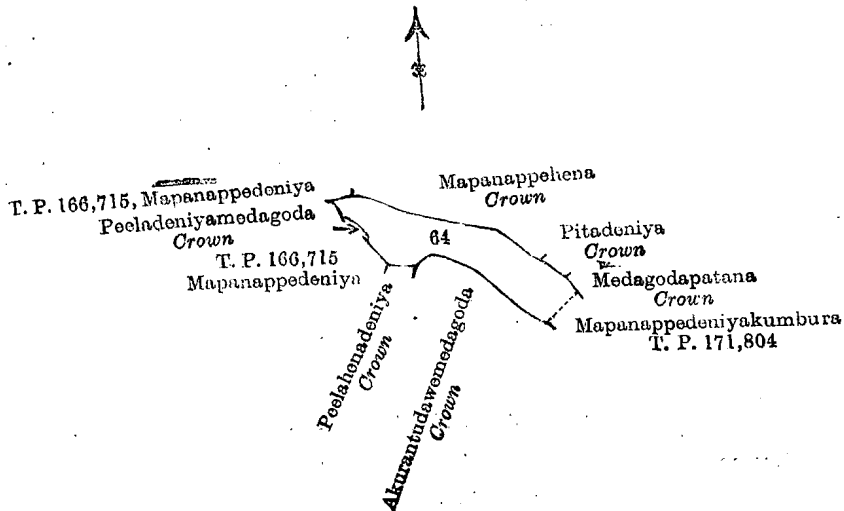 Mapanappehena
Crown
T. P. 166,715, Mapanappedeniya
Peeladeniyamedagoda
Crown
T. P. 166,715
Mapanappedeniya
64
Pitadeniya
Crown
Medagodapatana
Crown
Mapanappedeniyakumbura
T. P. 171,804
Peelahenadeniya
Crown
Akurantudawemedagoda
Crown